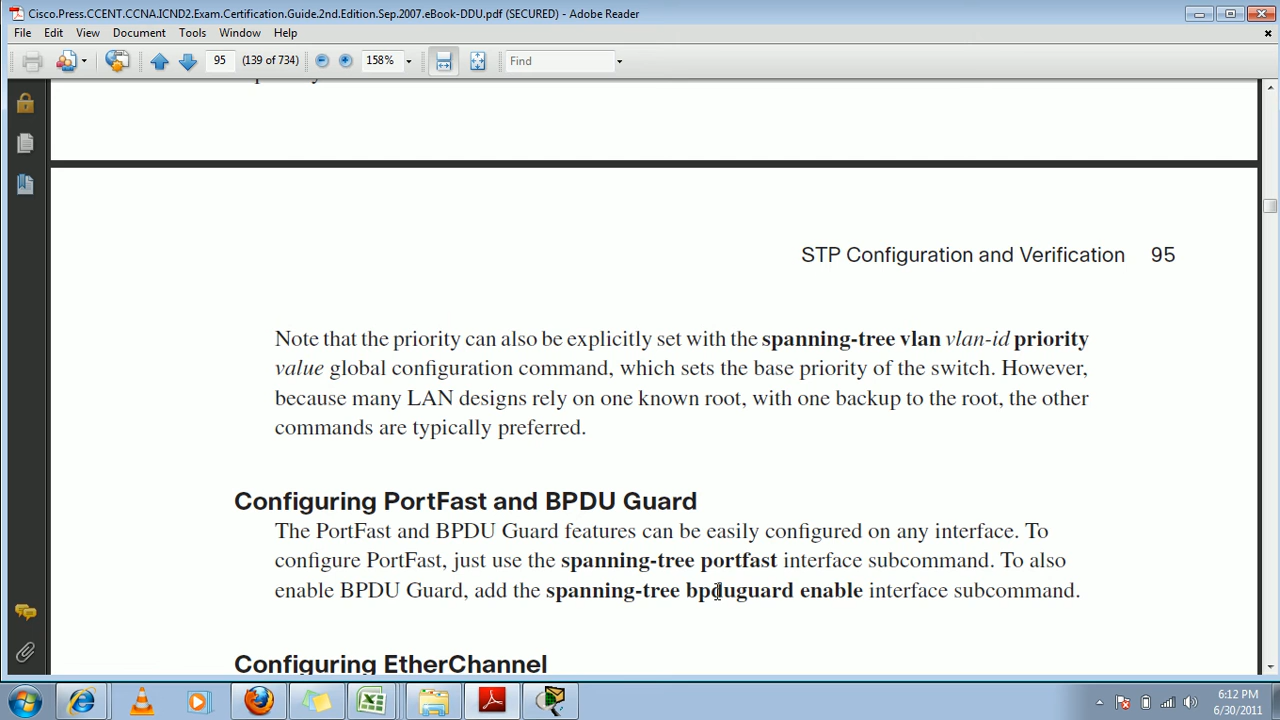 Cisco.Press.CCENT.CCNA.ICND2.Exam.Certification.Guide.2nd.Edition.Sep.2007.eBook-DDU.pdf (SECURED) - Adobe Reader
File Edit View Document Tools Window Help
95 (139 of 734) 158% Find
STP Configuration and Verification 95
Note that the priority can also be explicitly set with the spanning-tree vlan vlan-id priority
value global configuration command, which sets the base priority of the switch. However,
because many LAN designs rely on one known root, with one backup to the root, the other
commands are typically preferred.
Configuring PortFast and BPDU Guard
The PortFast and BPDU Guard features can be easily configured on any interface. To
configure PortFast, just use the spanning-tree portfast interface subcommand. To also
enable BPDU Guard, add the spanning-tree bpduguard enable interface subcommand.
Configuring EtherChannel
6:12 PM
6/30/2011